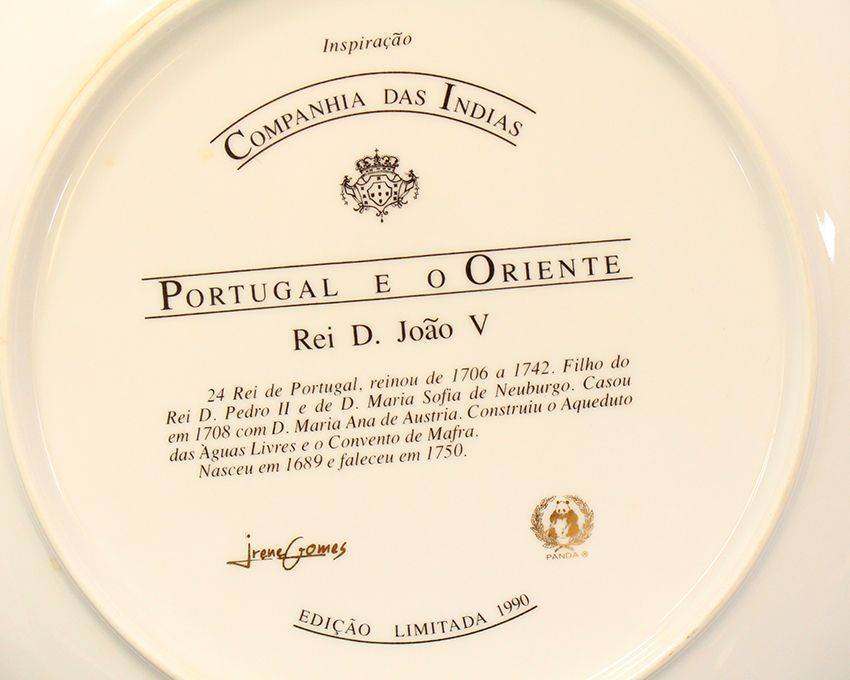 Inspiração
COMPANHIA DAS INDIAS
PORTUGAL E O ORIENTE
Rei D. João V
24 Rei de Portugal, reinou de 1706 a 1742. Filho do
Rei D. Pedro II e de D. Maria Sofia de Neuburgo. Casou
em 1708 com D. Maria Ana de Austria. Construiu o Aqueduto
das Àguas Livres e o Convento de Mafra.
Nasceu em 1689 e faleceu em 1750.
Irene Gomes
PANDA ®
EDIÇÃO LIMITADA 1990